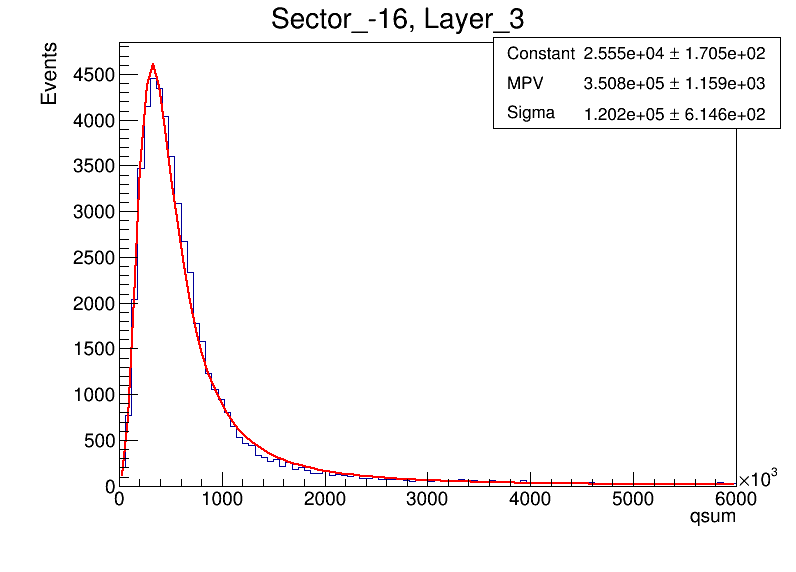 Sector_-16, Layer_3
Constant 2.555e+04 ± 1.705e+02
MPV 3.508e+05 ± 1.159e+03
Sigma 1.202e+05 ± 6.146e+02
Events
4500
4000
3500
3000
2500
2000
1500
1000
500
0
0 1000 2000 3000 4000 5000 6000
×10³
qsum